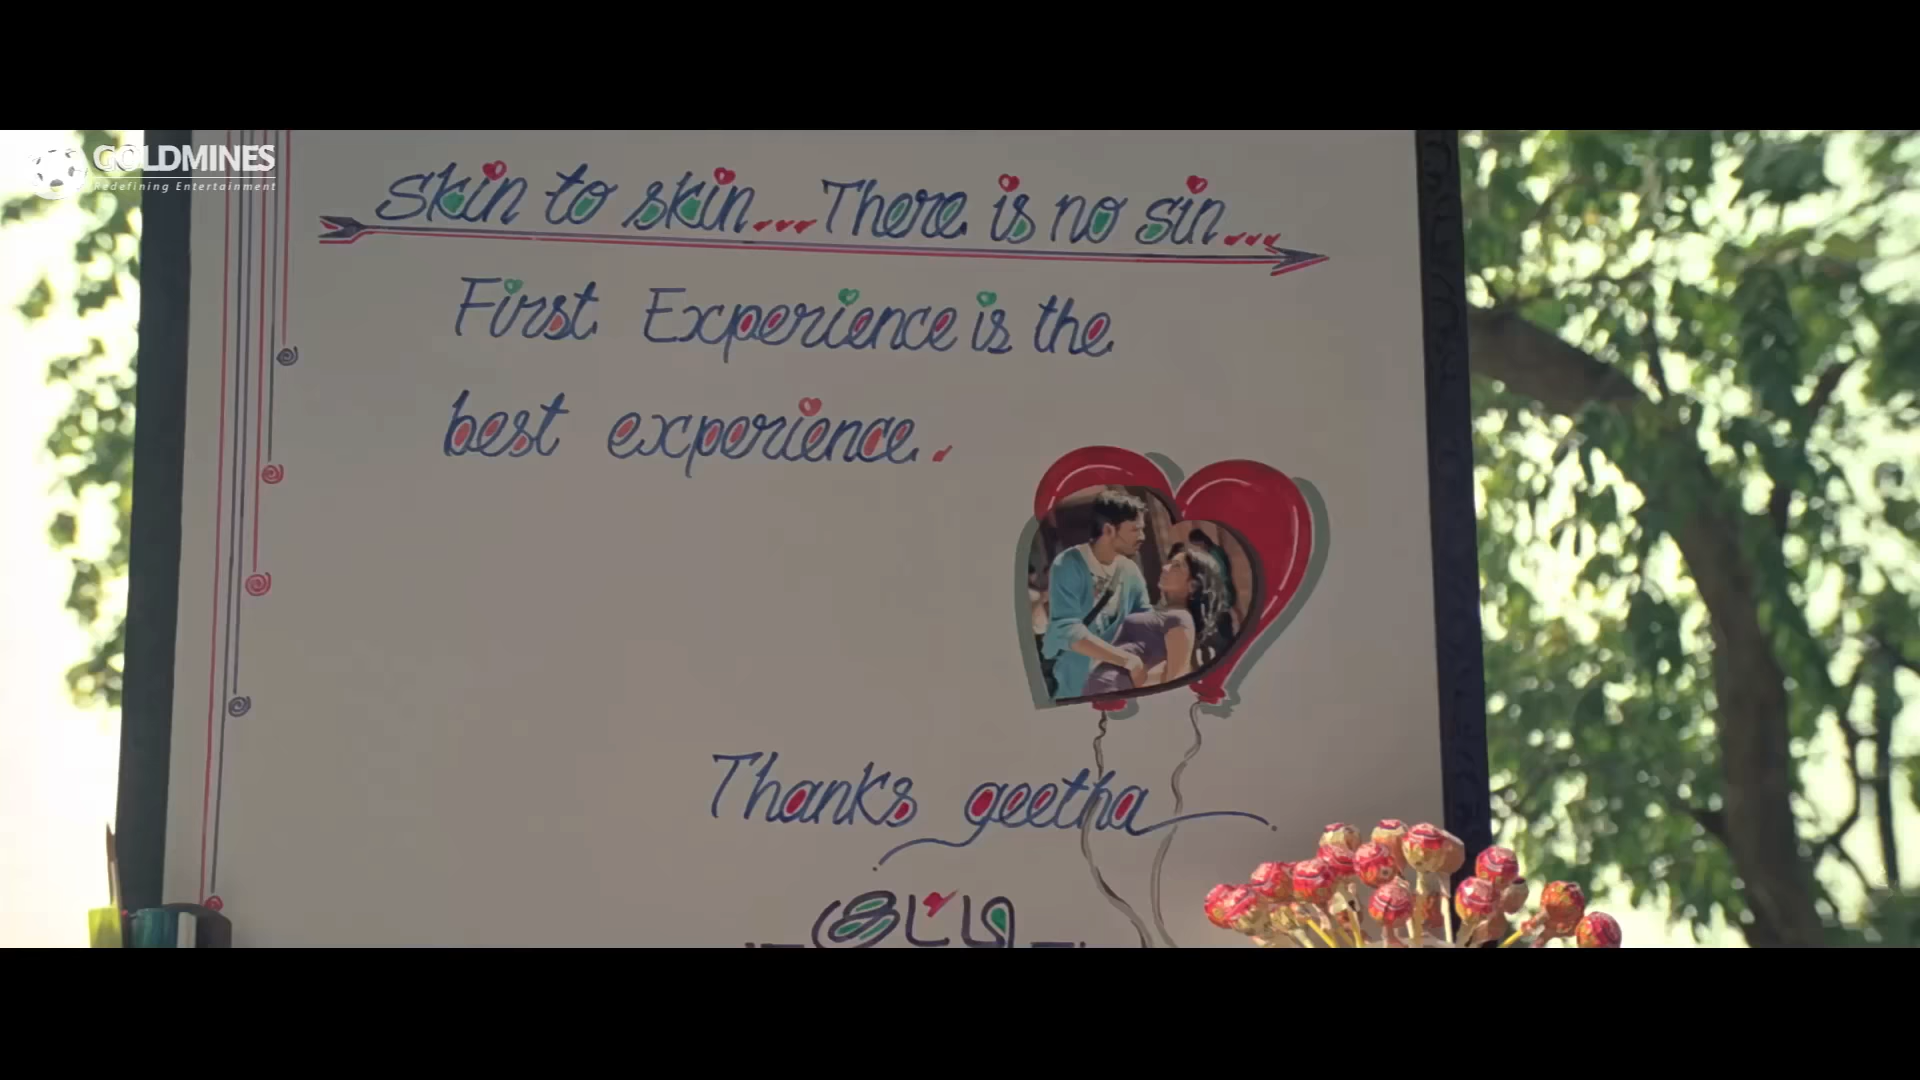 GOLDMINES
Redefining Entertainment
Skin to skin... There is no sin...
First Experience is the
best experience.
Thanks geetha
குட்டி